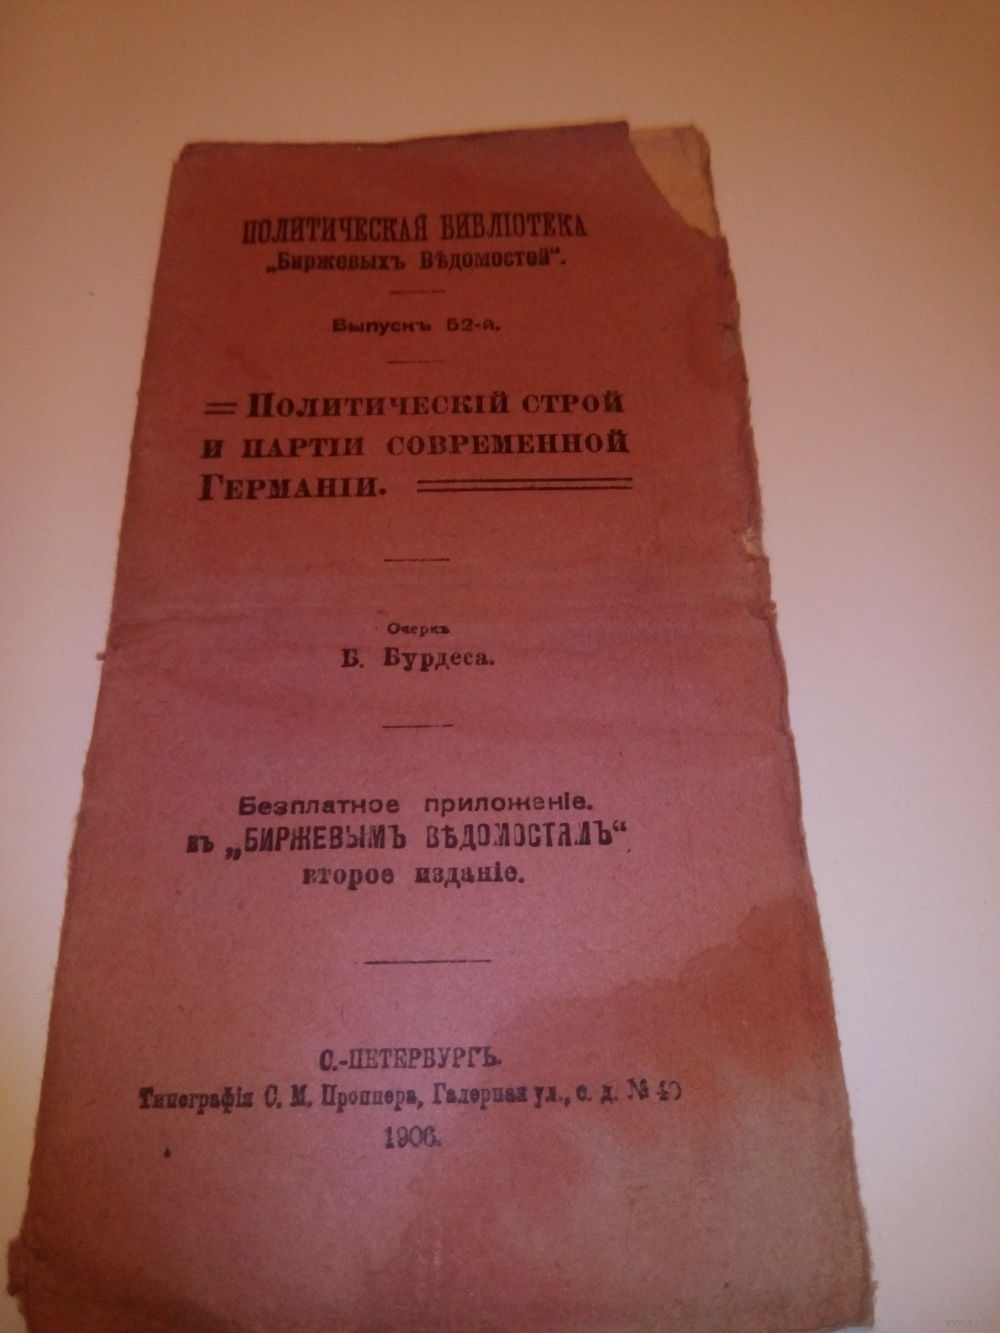 ПОЛИТИЧЕСКАЯ БИБЛІОТЕКА
„Биржевыхъ Вѣдомостей“.
Выпускъ 52-й.
= Политическій строй
и партіи современной
Германіи.
Очеркъ
Б. Бурдеса.
Безплатное приложеніе.
въ „БИРЖЕВЫМЪ ВѢДОМОСТЯМЪ“
второе изданіе.
С.-ПЕТЕРБУРГЪ.
Типографія С. М. Проппера, Галерная ул., с. д. № 40
1906.